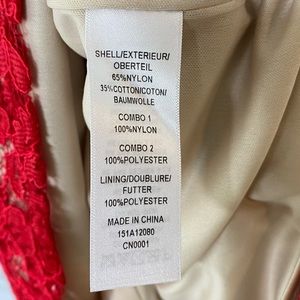 SHELL/EXTERIEUR/
OBERTEIL
65%NYLON
35%COTTON/COTON/
BAUMWOLLE
COMBO 1
100%NYLON
COMBO 2
100%POLYESTER
LINING/DOUBLURE/
FUTTER
100%POLYESTER
MADE IN CHINA
151A12080
CN0001